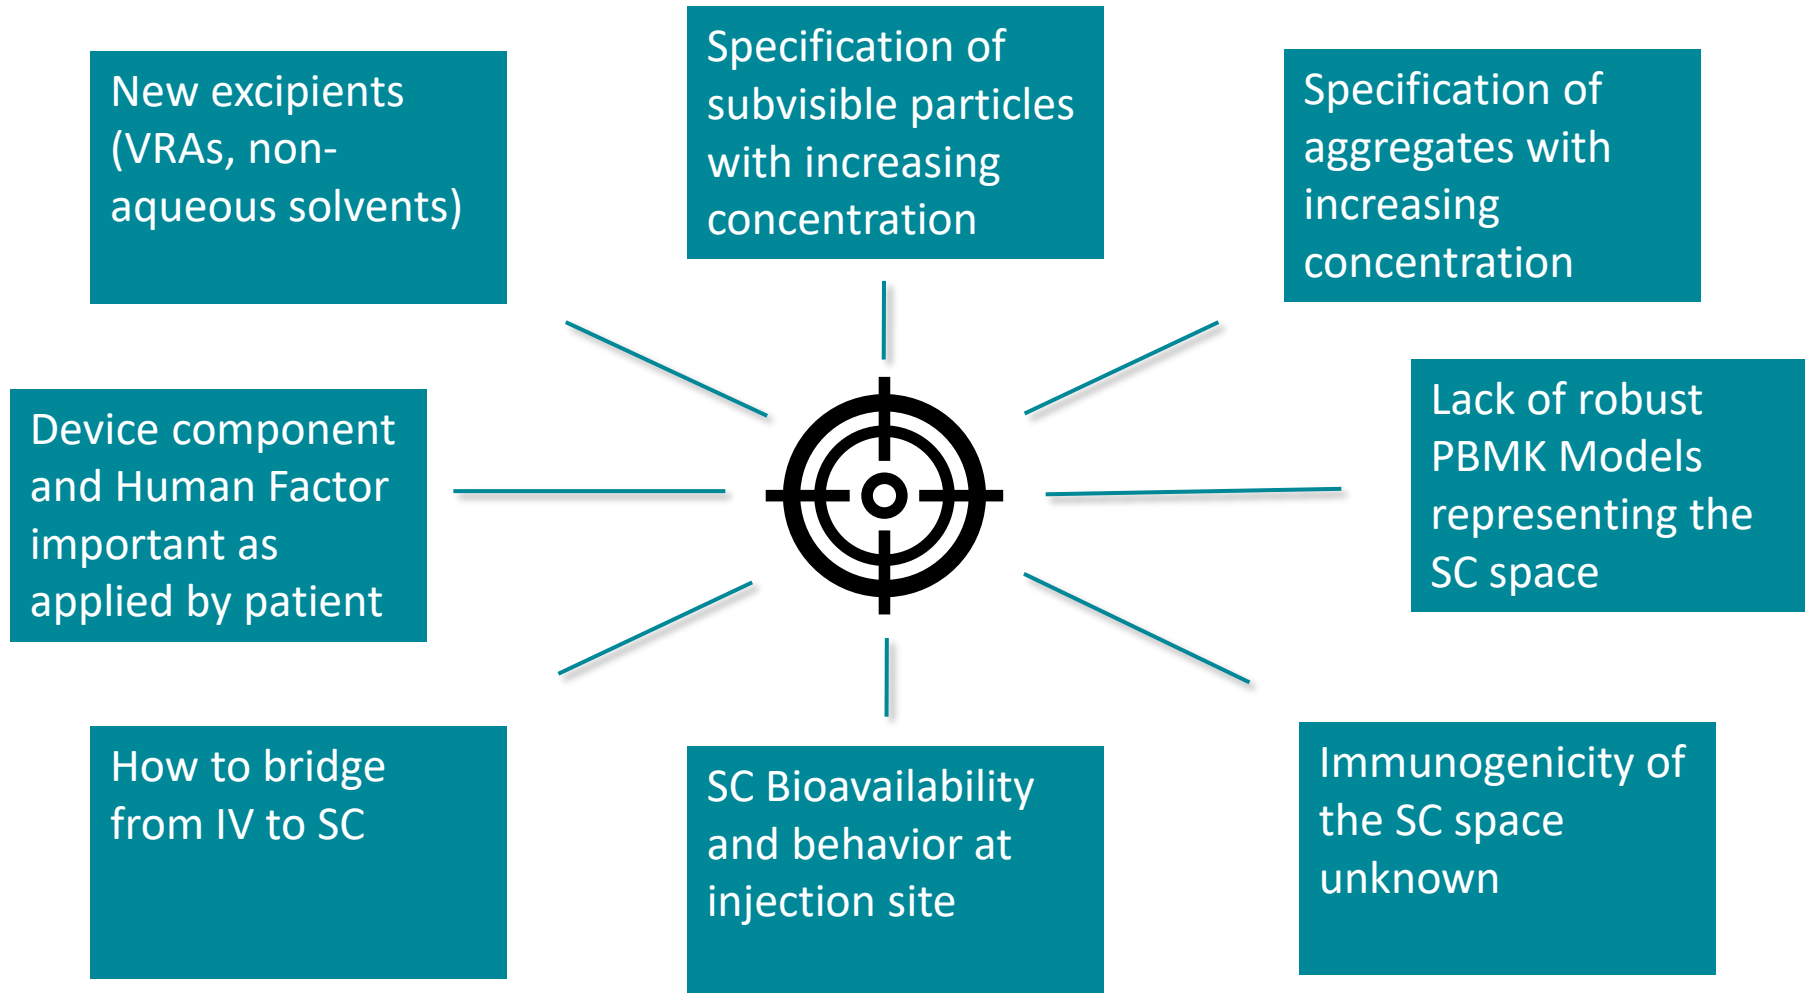 New excipients
(VRAs, non-
aqueous solvents)
Specification of
subvisible particles
with increasing
concentration
Specification of
aggregates with
increasing
concentration
Device component
and Human Factor
important as
applied by patient
Lack of robust
PBMK Models
representing the
SC space
How to bridge
from IV to SC
SC Bioavailability
and behavior at
injection site
Immunogenicity of
the SC space
unknown